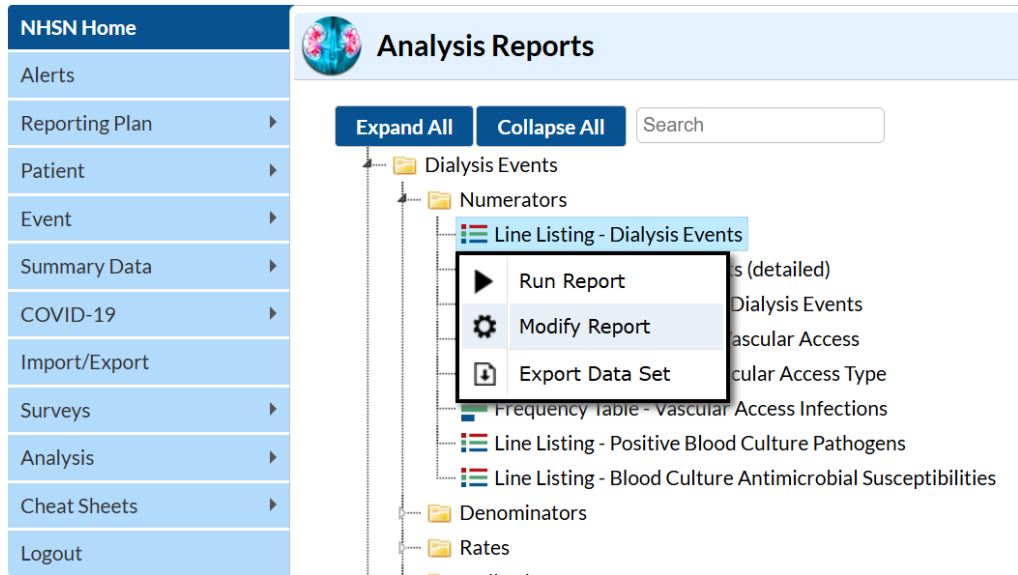 NHSN Home
Alerts
Reporting Plan
Patient
Event
Summary Data
COVID-19
Import/Export
Surveys
Analysis
Cheat Sheets
Logout
Analysis Reports
Expand All
Collapse All
Search
Dialysis Events
Numerators
Line Listing - Dialysis Events
Run Report
Modify Report
Export Data Set
(detailed)
Dialysis Events
Access
Access Type
Frequency Table - Vascular Access Infections
Line Listing - Positive Blood Culture Pathogens
Line Listing - Blood Culture Antimicrobial Susceptibilities
Denominators
Rates